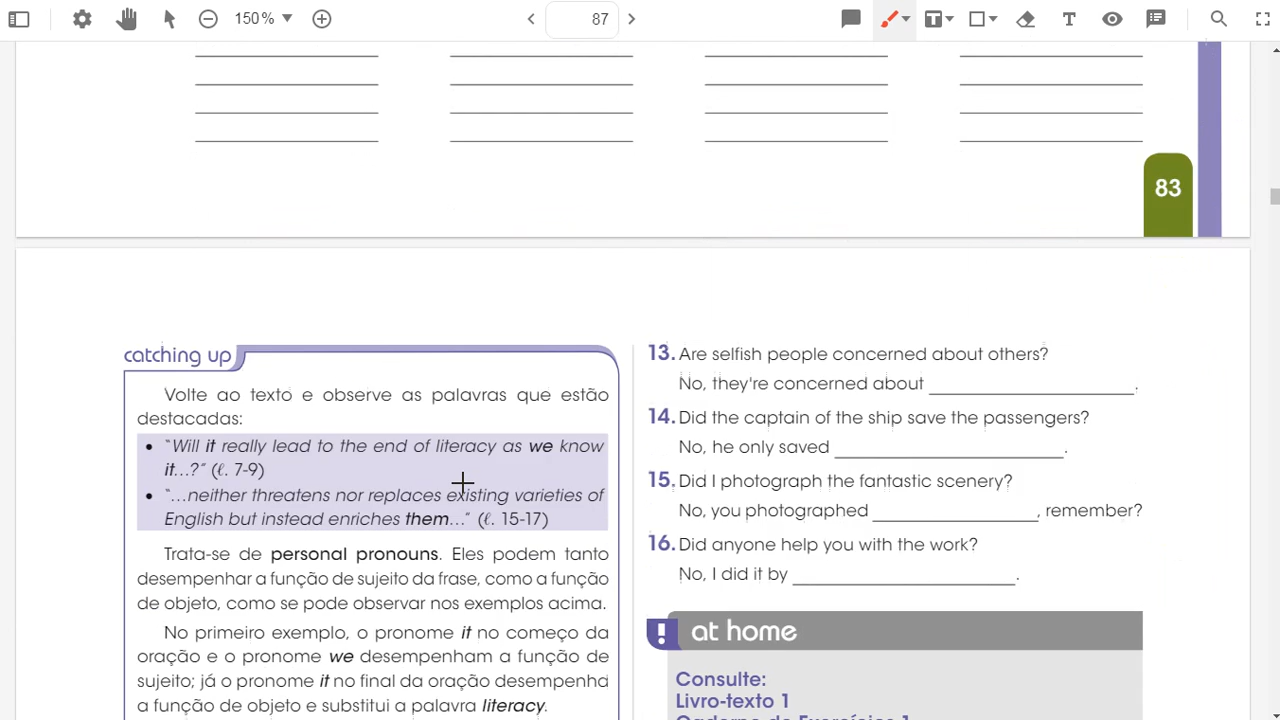 150%
87
83
catching up
Volte ao texto e observe as palavras que estão
destacadas:
• "Will it really lead to the end of literacy as we know
it...?" (ℓ. 7-9)
• "...neither threatens nor replaces existing varieties of
English but instead enriches them..." (ℓ. 15-17)
Trata-se de personal pronouns. Eles podem tanto
desempenhar a função de sujeito da frase, como a função
de objeto, como se pode observar nos exemplos acima.
No primeiro exemplo, o pronome it no começo da
oração e o pronome we desempenham a função de
sujeito; já o pronome it no final da oração desempenha
a função de objeto e substitui a palavra literacy.
13. Are selfish people concerned about others?
No, they're concerned about ____________________.
14. Did the captain of the ship save the passengers?
No, he only saved ____________________.
15. Did I photograph the fantastic scenery?
No, you photographed ________________, remember?
16. Did anyone help you with the work?
No, I did it by ____________________.
! at home
Consulte:
Livro-texto 1
Caderno de Exercícios 1